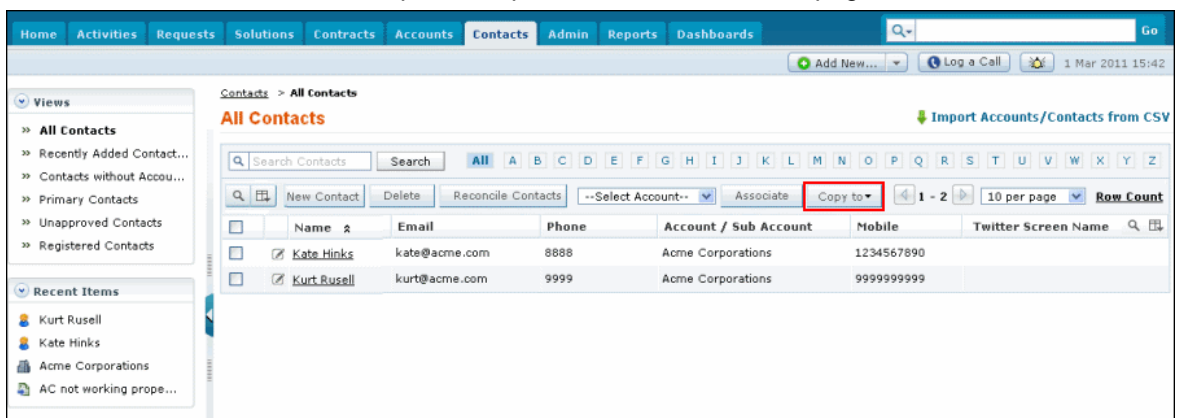 Home Activities Requests Solutions Contracts Accounts Contacts Admin Reports Dashboards Go
Add New... Log a Call 1 Mar 2011 15:42
Views
» All Contacts
» Recently Added Contact...
» Contacts without Accou...
» Primary Contacts
» Unapproved Contacts
» Registered Contacts
Recent Items
Kurt Rusell
Kate Hinks
Acme Corporations
AC not working prope...
Contacts > All Contacts
All Contacts Import Accounts/Contacts from CSV
Search Contacts Search All A B C D E F G H I J K L M N O P Q R S T U V W X Y Z
New Contact Delete Reconcile Contacts --Select Account-- Associate Copy to 1 - 2 10 per page Row Count
Name Email Phone Account / Sub Account Mobile Twitter Screen Name
Kate Hinks kate@acme.com 8888 Acme Corporations 1234567890
Kurt Rusell kurt@acme.com 9999 Acme Corporations 9999999999